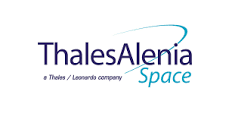 ThalesAlenia
a Thales / Leonardo company
Space